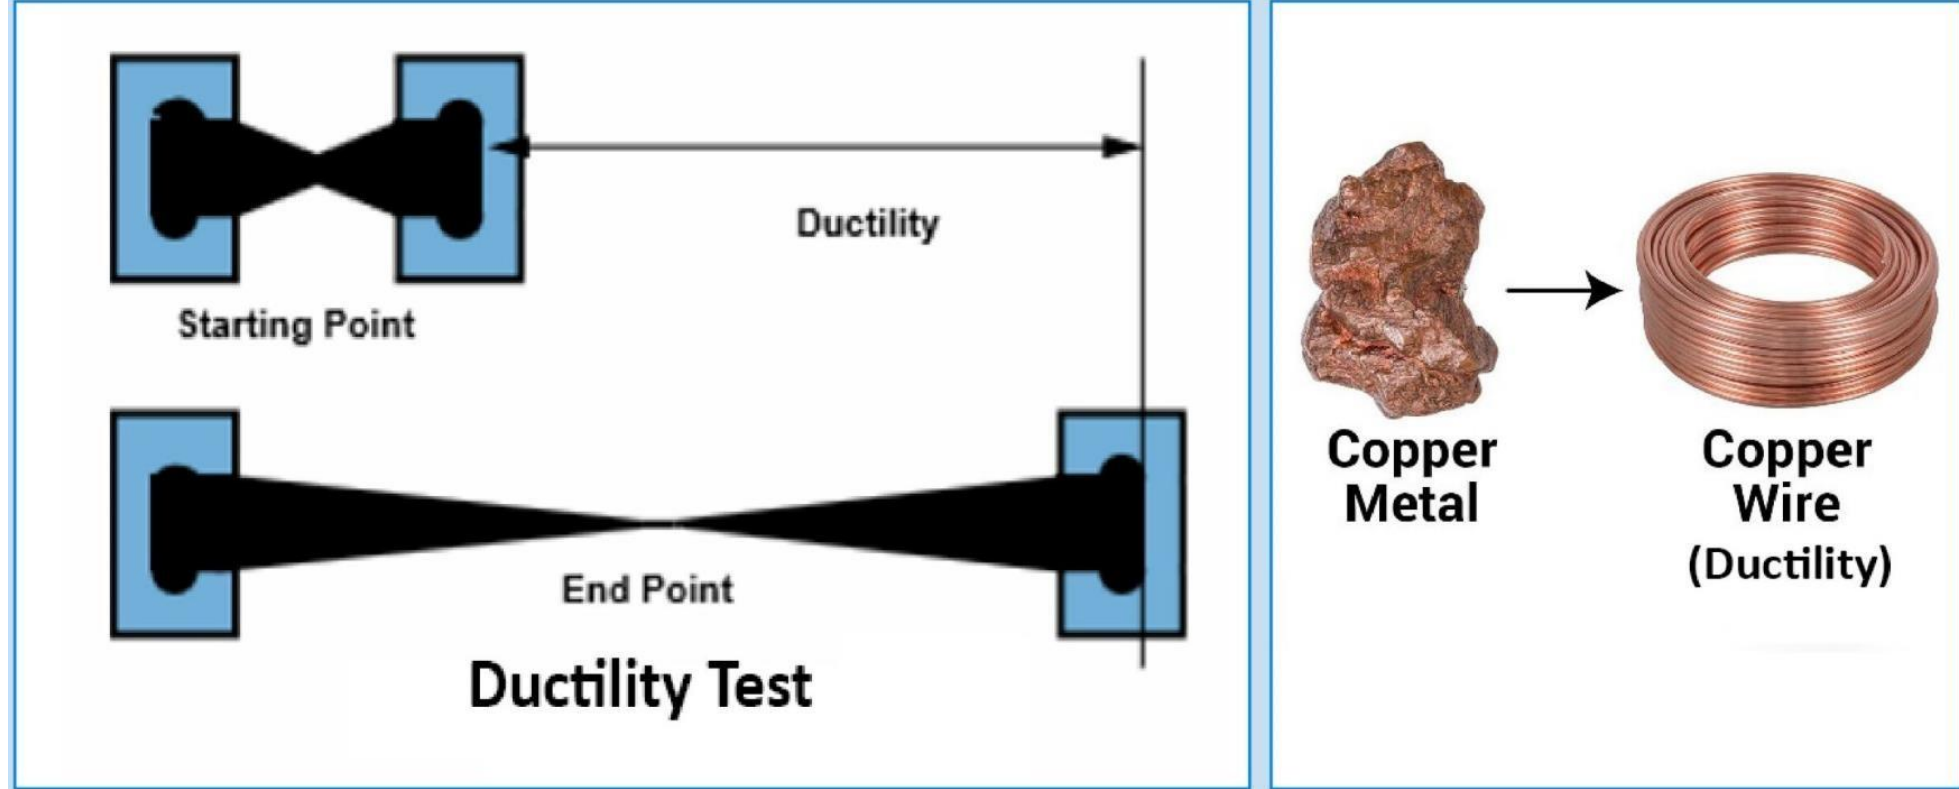 Ductility
Starting Point
End Point
Ductility Test
Copper
Metal
Copper
Wire
(Ductility)